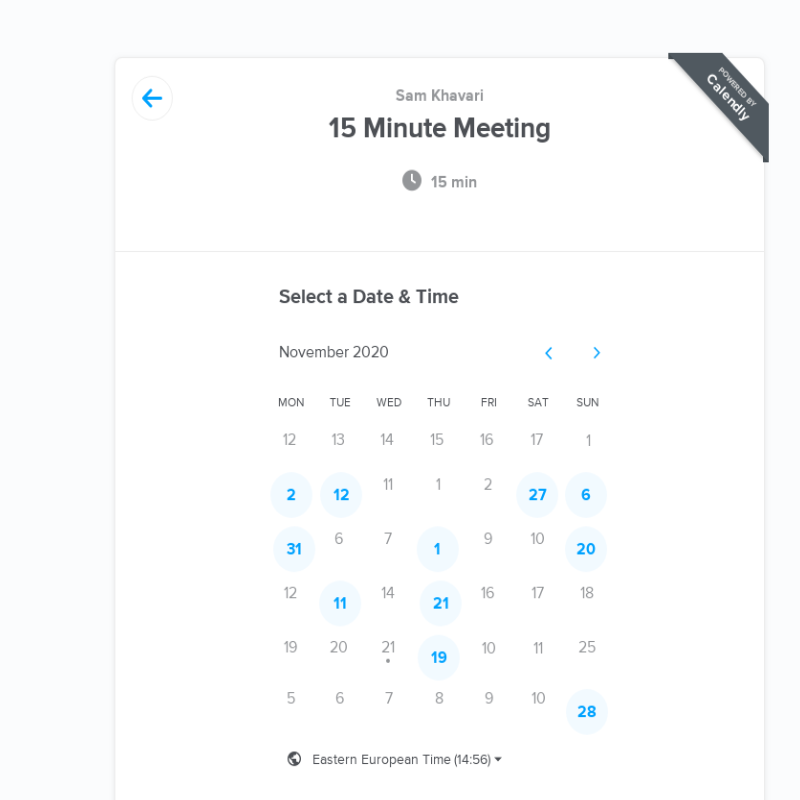 POWERED BY
Calendly
Sam Khavari
15 Minute Meeting
15 min
Select a Date & Time
November 2020
MON TUE WED THU FRI SAT SUN
12 13 14 15 16 17 1
2 12 11 1 2 27 6
31 6 7 1 9 10 20
12 11 14 21 16 17 18
19 20 21 19 10 11 25
5 6 7 8 9 10 28
Eastern European Time (14:56)